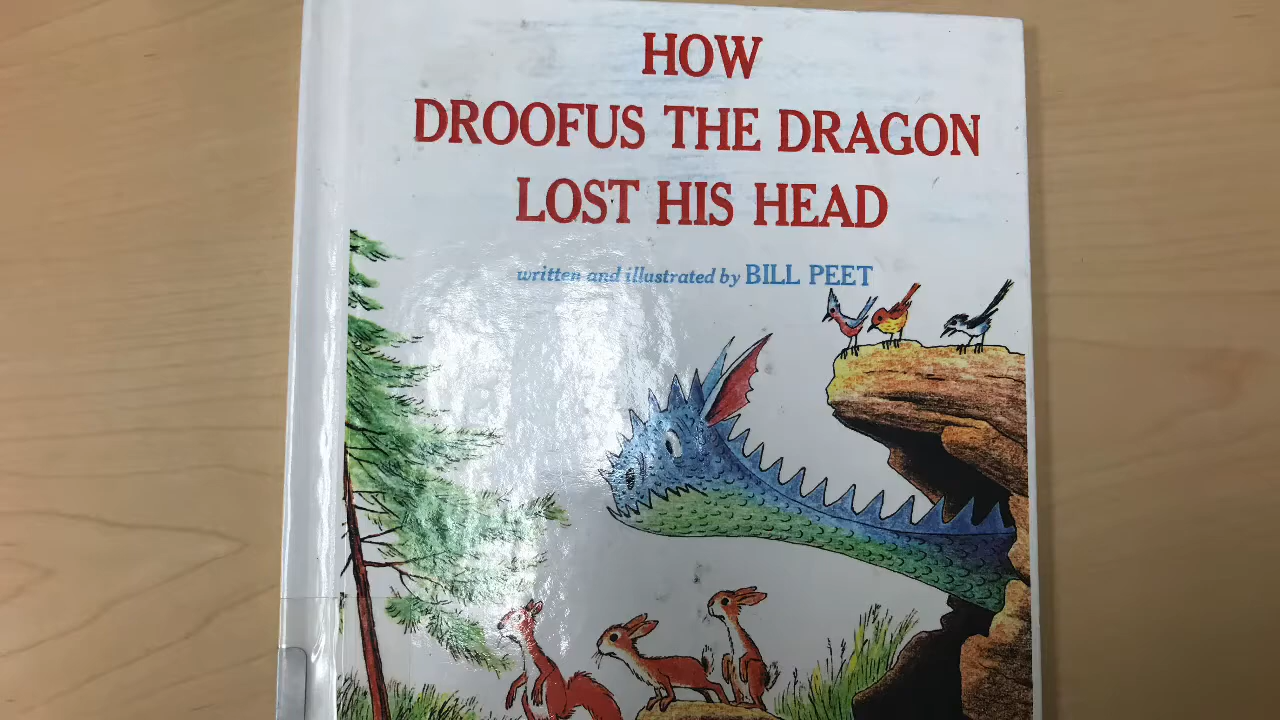 HOW
DROOFUS THE DRAGON
LOST HIS HEAD
written and illustrated by BILL PEET